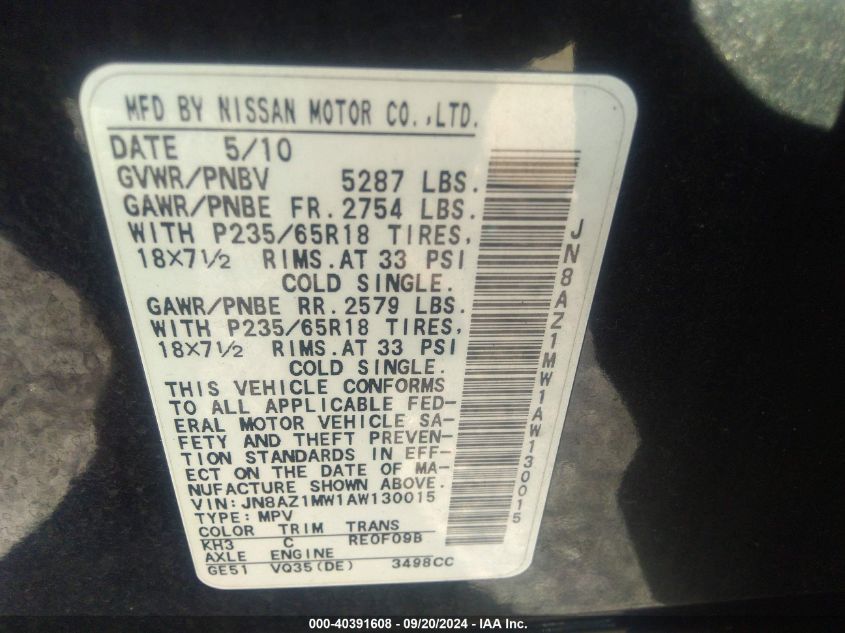 MFD BY NISSAN MOTOR CO.,LTD.
DATE 5/10
GVWR/PNBV 5287 LBS.
GAWR/PNBE FR.2754 LBS.
WITH P235/65R18 TIRES,
18X7½ RIMS.AT 33 PSI
COLD SINGLE.
GAWR/PNBE RR.2579 LBS.
WITH P235/65R18 TIRES,
18X7½ RIMS.AT 33 PSI
COLD SINGLE.
THIS VEHICLE CONFORMS
TO ALL APPLICABLE FED-
ERAL MOTOR VEHICLE SA-
FETY AND THEFT PREVEN-
TION STANDARDS IN EFF-
ECT ON THE DATE OF MA-
NUFACTURE SHOWN ABOVE.
VIN:JN8AZ1MW1AW130015
TYPE:MPV
COLOR TRIM TRANS
KH3 C RE0F09B
AXLE ENGINE
GE51 VQ35(DE) 3498CC
JN8AZ1MW1AW130015
000-40391608 - 09/20/2024 - IAA Inc.